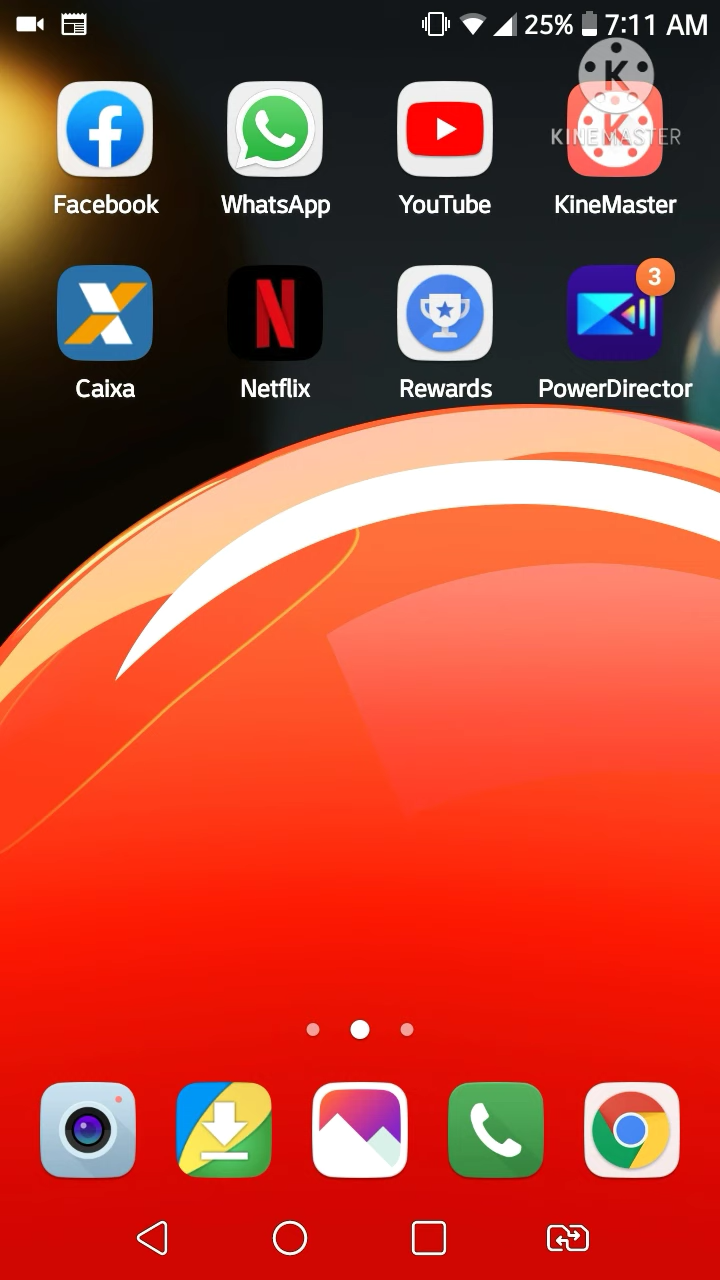 25% 7:11 AM
K
KINEMASTER
K
Facebook WhatsApp YouTube KineMaster
3
N
Caixa Netflix Rewards PowerDirector